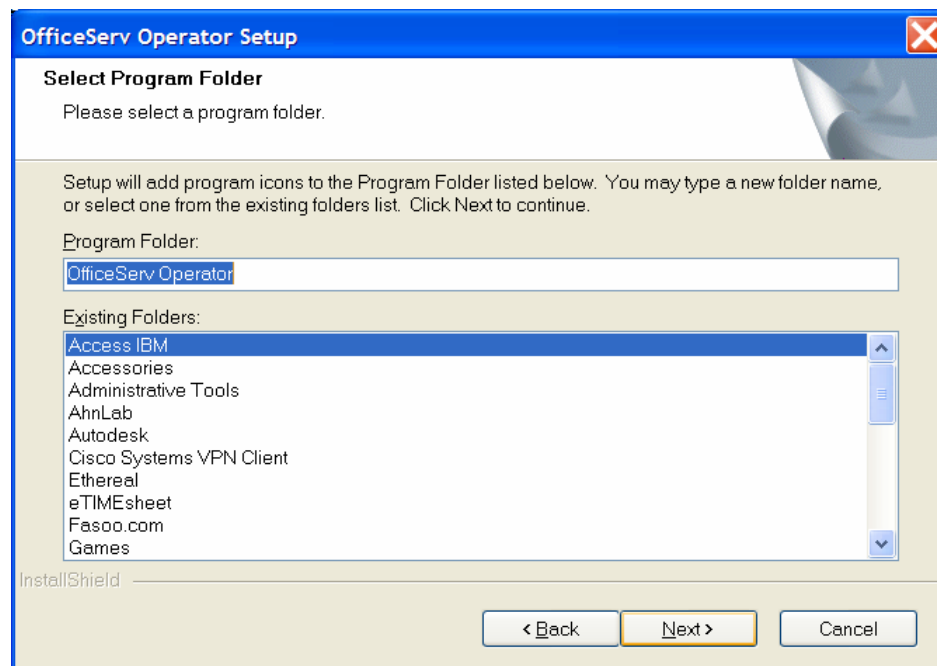 OfficeServ Operator Setup
Select Program Folder
Please select a program folder.
Setup will add program icons to the Program Folder listed below. You may type a new folder name,
or select one from the existing folders list. Click Next to continue.
Program Folder:
OfficeServ Operator
Existing Folders:
Access IBM
Accessories
Administrative Tools
AhnLab
Autodesk
Cisco Systems VPN Client
Ethereal
eTIMEsheet
Fasoo.com
Games
InstallShield
< Back
Next >
Cancel